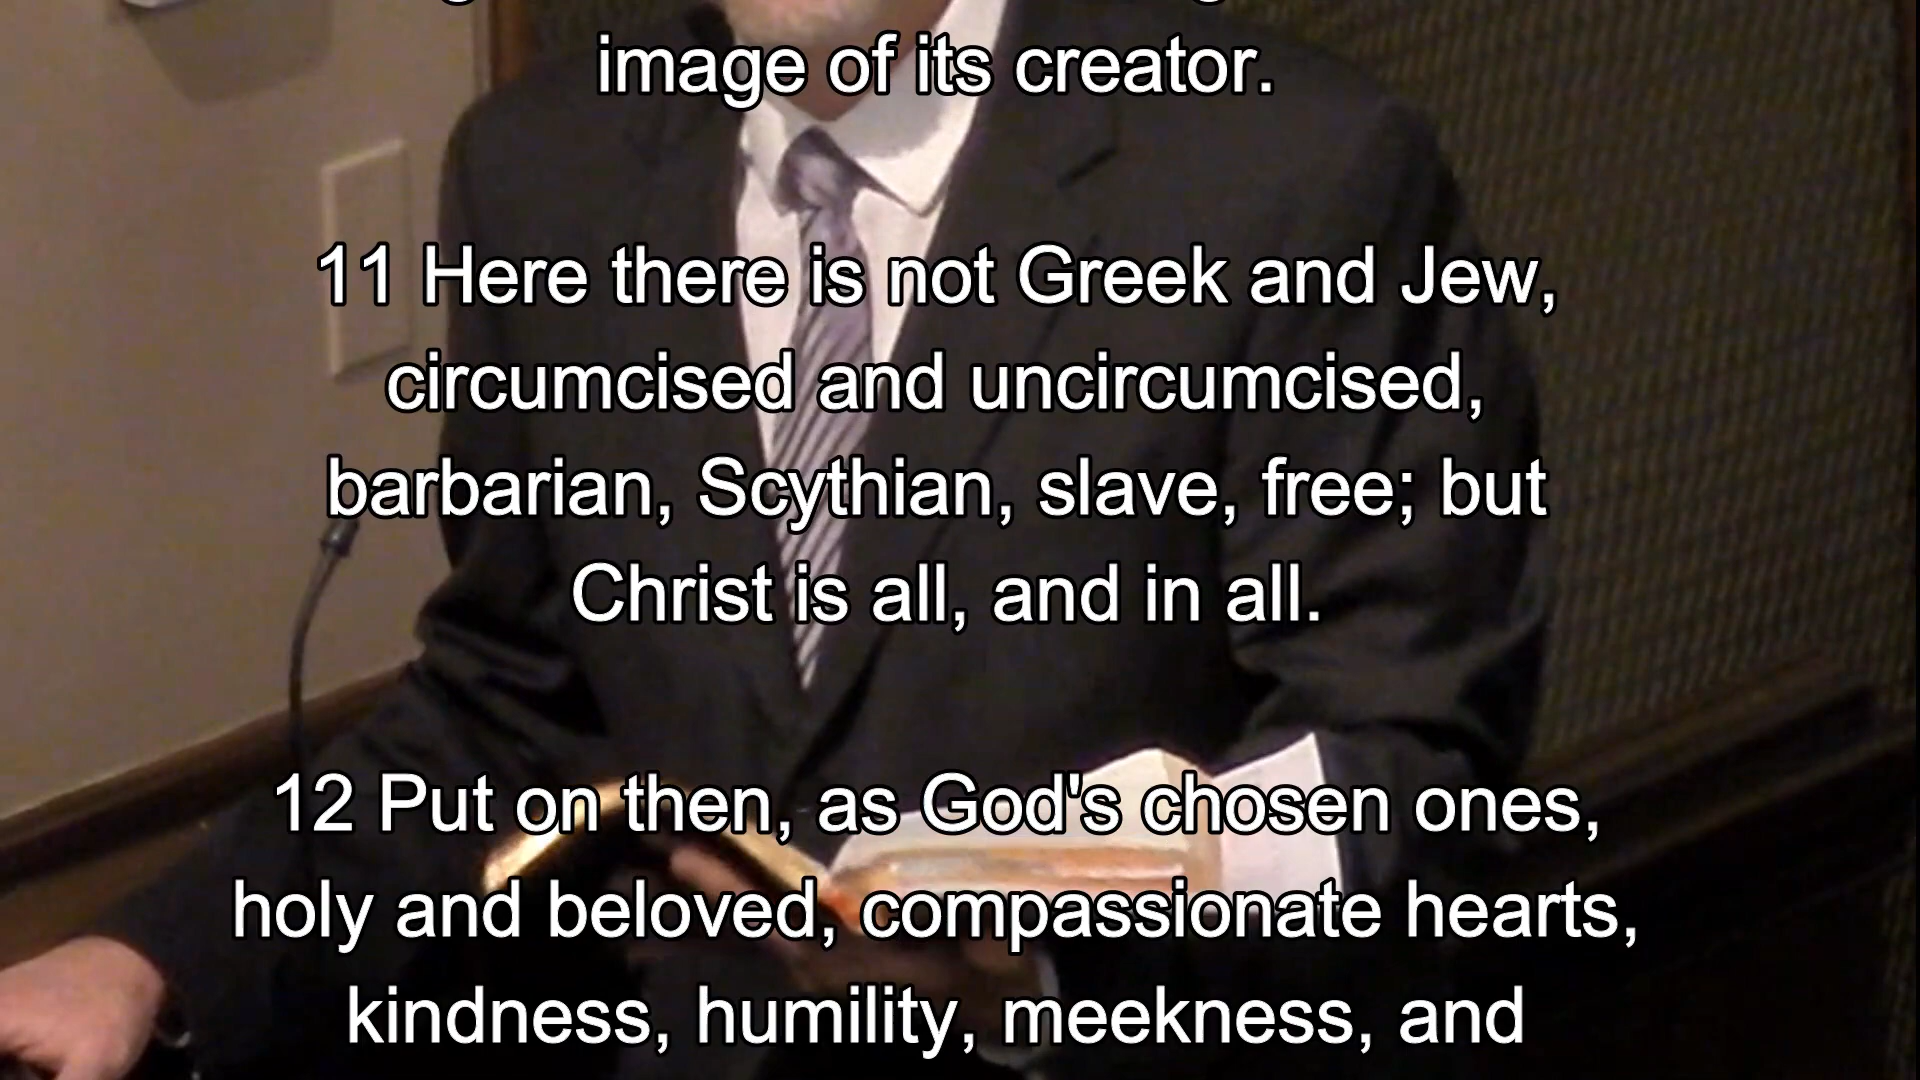 image of its creator.
11 Here there is not Greek and Jew,
circumcised and uncircumcised,
barbarian, Scythian, slave, free; but
Christ is all, and in all.
12 Put on then, as God's chosen ones,
holy and beloved, compassionate hearts,
kindness, humility, meekness, and